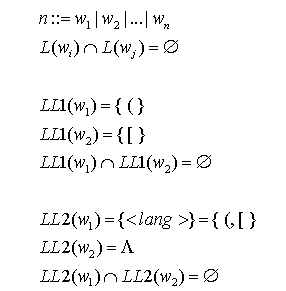 n ::= w₁ | w₂ | ... | wₙ
L(wᵢ) ∩ L(wⱼ) = ∅
LL1(w₁) = { ( }
LL1(w₂) = {[ }
LL1(w₁) ∩ LL1(w₂) = ∅
LL2(w₁) = {<lang >} = { (, [ }
LL2(w₂) = Λ
LL2(w₁) ∩ LL2(w₂) = ∅